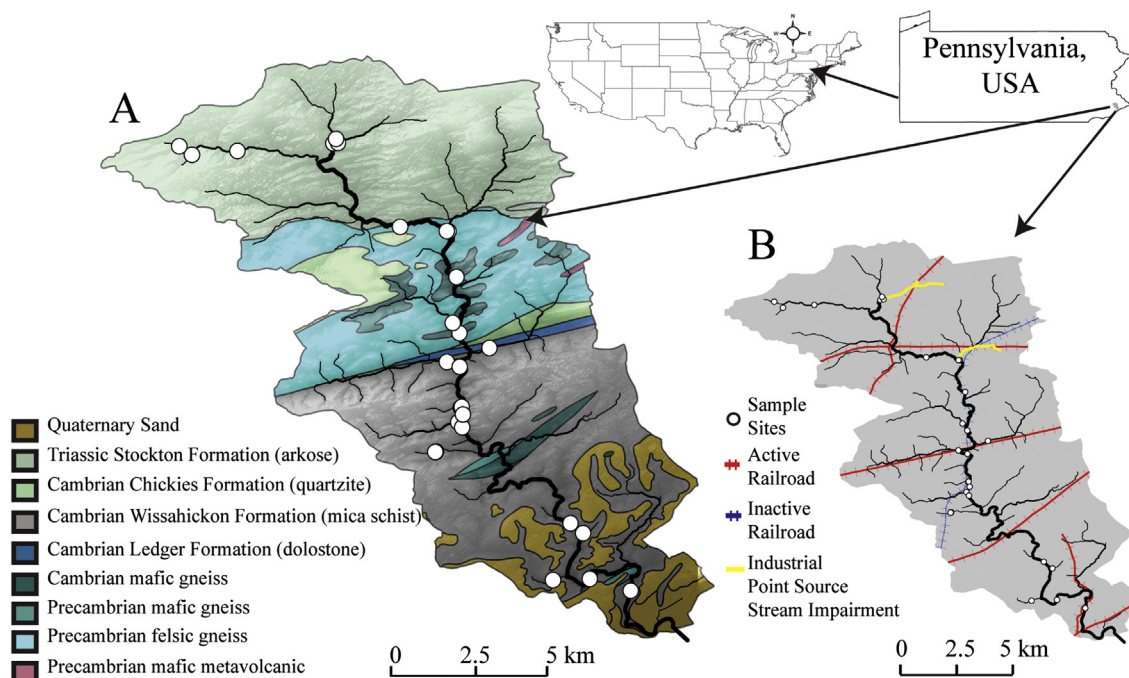 A
N
W
E
S
Pennsylvania,
USA
B
Quaternary Sand
Triassic Stockton Formation (arkose)
Cambrian Chickies Formation (quartzite)
Cambrian Wissahickon Formation (mica schist)
Cambrian Ledger Formation (dolostone)
Cambrian mafic gneiss
Precambrian mafic gneiss
Precambrian felsic gneiss
Precambrian mafic metavolcanic
0 2.5 5 km
Sample
Sites
Active
Railroad
Inactive
Railroad
Industrial
Point Source
Stream Impairment
0 2.5 5 km